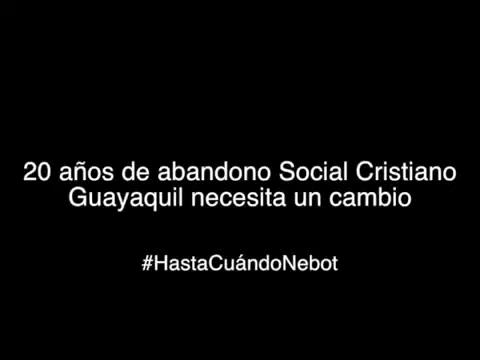 20 años de abandono Social Cristiano
Guayaquil necesita un cambio
#HastaCuándoNebot